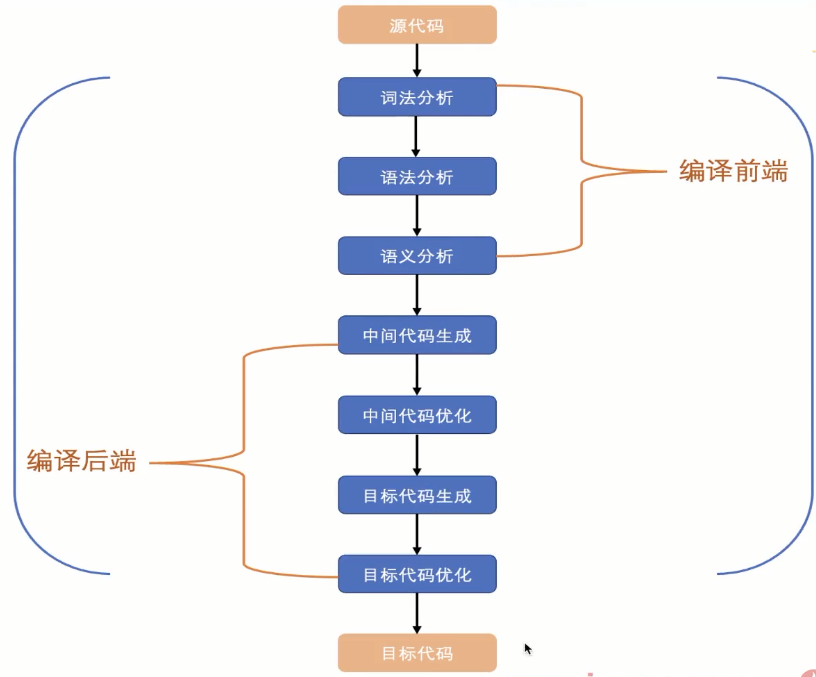 源代码
词法分析
编译前端
语法分析
语义分析
中间代码生成
中间代码优化
编译后端
目标代码生成
目标代码优化
目标代码